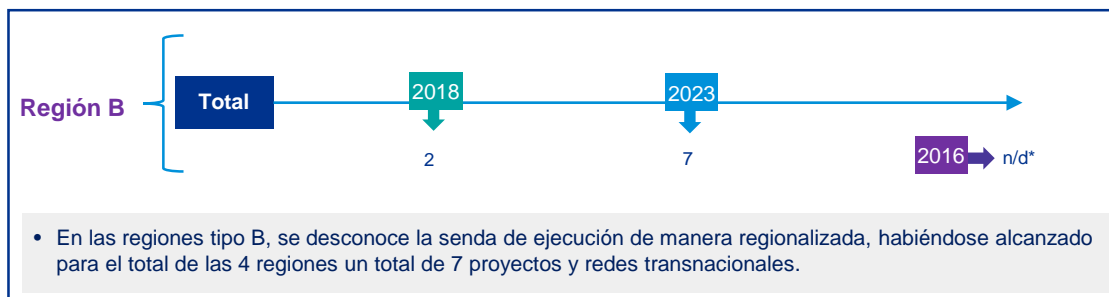 Región B
Total
2018
2023
2
7
2016
n/d*
• En las regiones tipo B, se desconoce la senda de ejecución de manera regionalizada, habiéndose alcanzado
para el total de las 4 regiones un total de 7 proyectos y redes transnacionales.